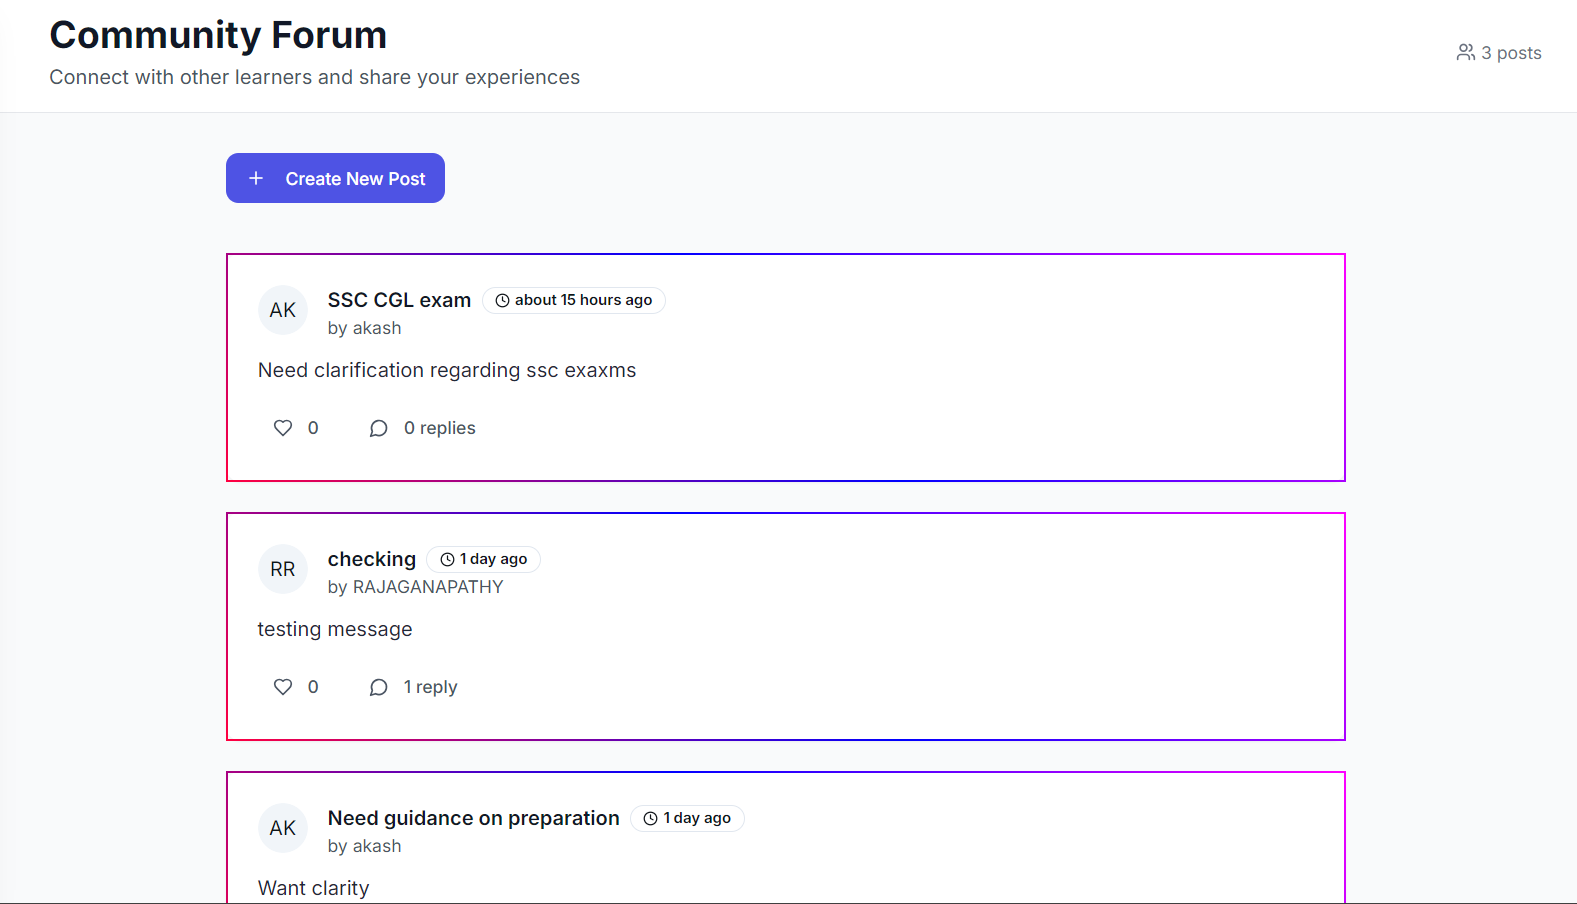 Community Forum
Connect with other learners and share your experiences
3 posts
Create New Post
AK
SSC CGL exam
about 15 hours ago
by akash
Need clarification regarding ssc exaxms
0
0 replies
RR
checking
1 day ago
by RAJAGANAPATHY
testing message
0
1 reply
AK
Need guidance on preparation
1 day ago
by akash
Want clarity